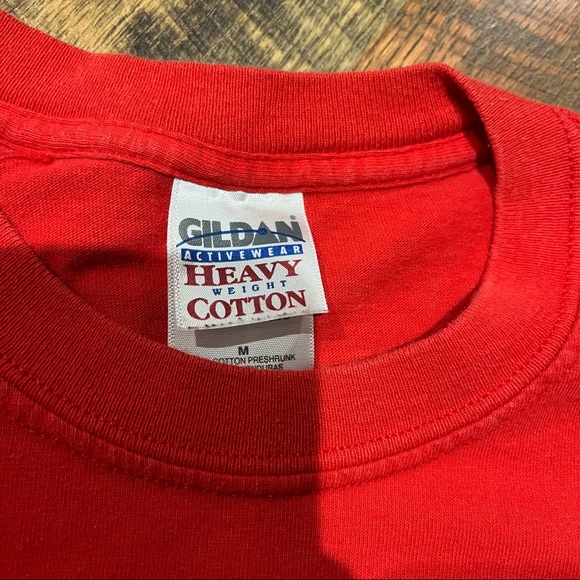 GILDAN
ACTIVEWEAR
HEAVY
WEIGHT
COTTON
M
COTTON PRESHRUNK